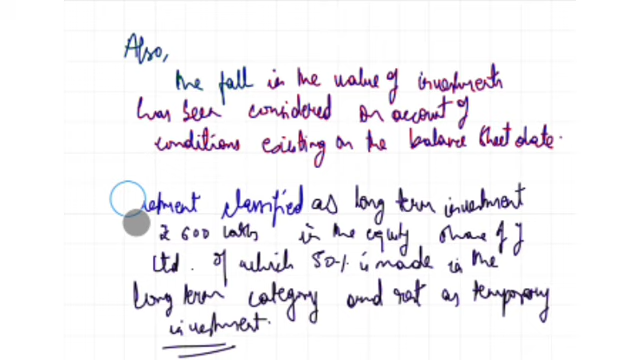 Also,
the fall in the value of investments
has been considered on account of
conditions existing on the balance sheet date.
estment classified as long term investment
₹ 600 lakhs in the equity share of Y
Ltd. of which 50% is made in the
long term category and rest as temporary
investment.